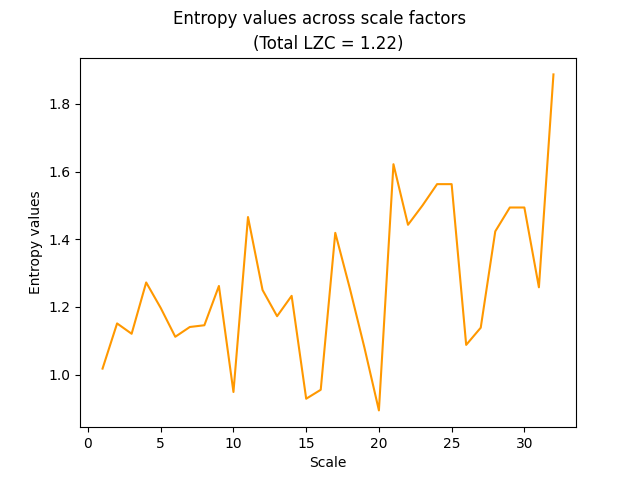 Entropy values across scale factors
(Total LZC = 1.22)
1.8
1.6
1.4
1.2
1.0
Entropy values
0 5 10 15 20 25 30
Scale